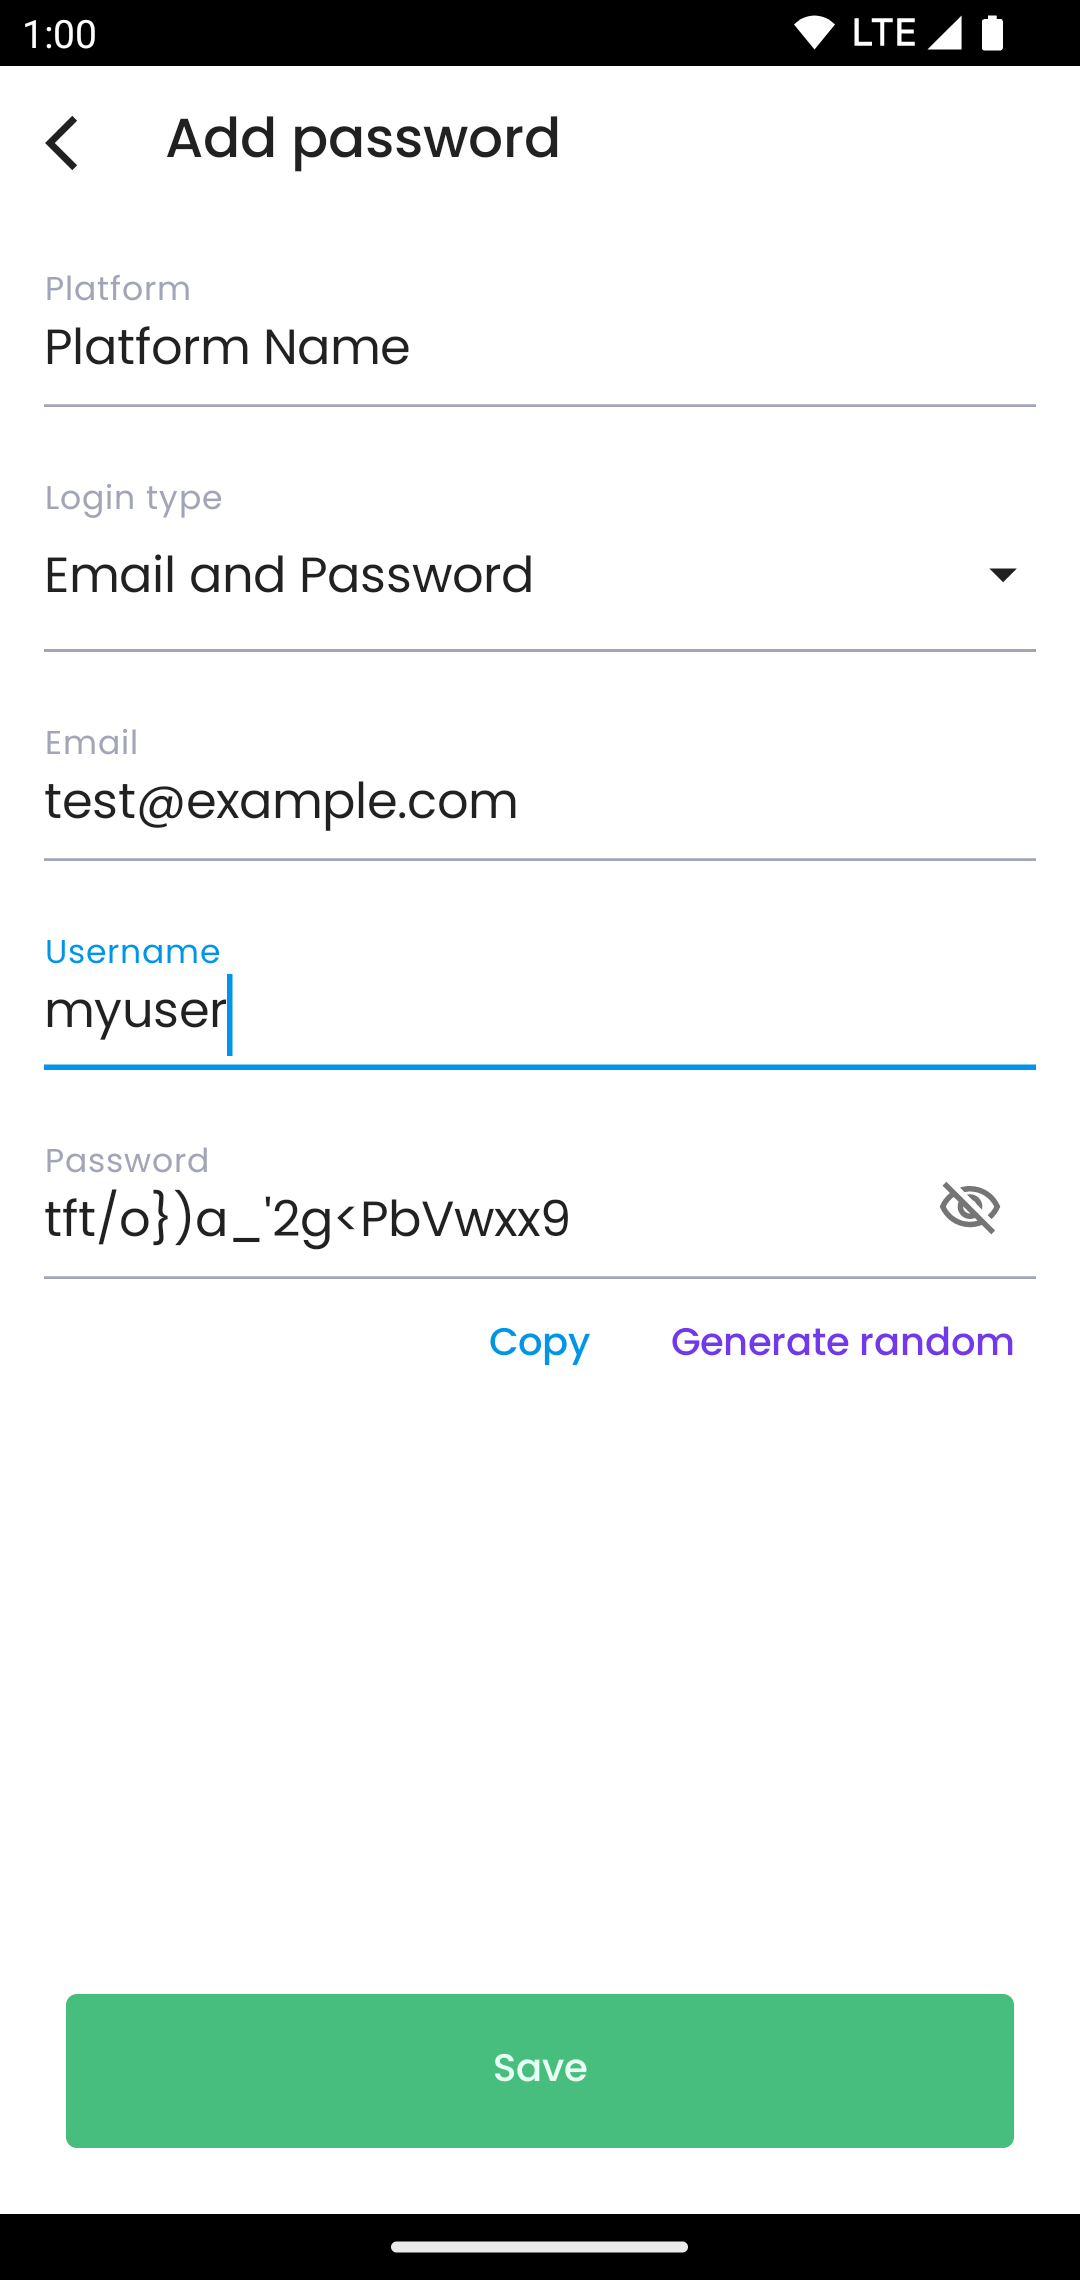 1:00
LTE
Add password
Platform
Platform Name
Login type
Email and Password
Email
test@example.com
Username
myuser
Password
tft/o})a_'2g<PbVwxx9
Copy
Generate random
Save